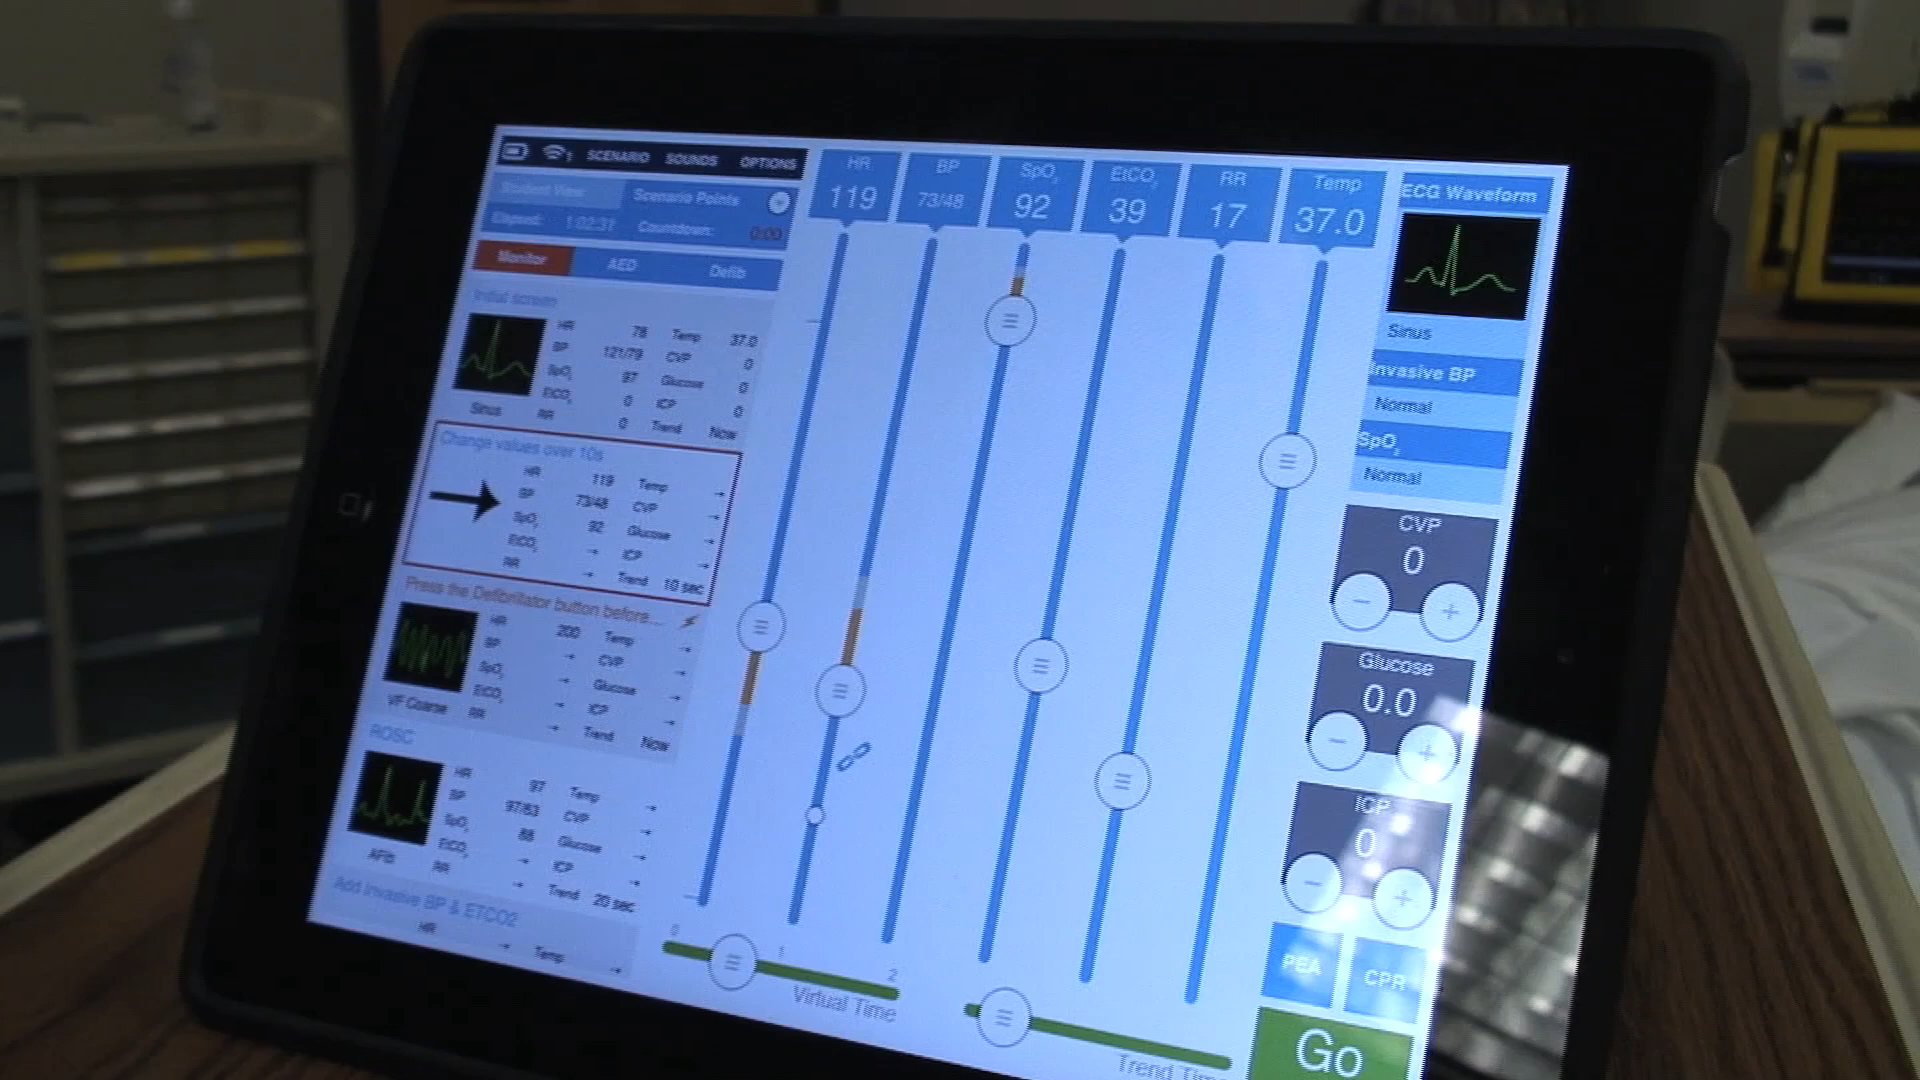 SCENARIO SOUNDS OPTIONS
Student View Scenario Points
Elapsed: 1:02:37 Countdown: 0:00
Monitor AED Defib
Initial screen
HR 78 Temp 37.0
BP 121/79 CVP 0
SpO₂ 97 Glucose 0
EtCO₂ 0 ICP 0
RR 0 Trend Now
Sinus
Change values over 10s
HR 119 Temp →
BP 73/48 CVP →
SpO₂ 92 Glucose →
EtCO₂ → ICP →
RR → Trend 10 sec
Press the Defibrillator button before...
HR 200 Temp →
BP → CVP →
SpO₂ → Glucose →
EtCO₂ → ICP →
RR → Trend Now
VF Coarse
ROSC
HR 97 Temp →
BP 97/63 CVP →
SpO₂ 88 Glucose →
EtCO₂ → ICP →
RR → Trend 20 sec
AFib
Add Invasive BP & ETCO2
HR → Temp →
HR BP SpO₂ EtCO₂ RR Temp
119 73/48 92 39 17 37.0
0 1 2
Virtual Time
Trend Time
ECG Waveform
Sinus
Invasive BP
Normal
SpO₂
Normal
CVP
0
− +
Glucose
0.0
− +
ICP
0
− +
PEA CPR
Go